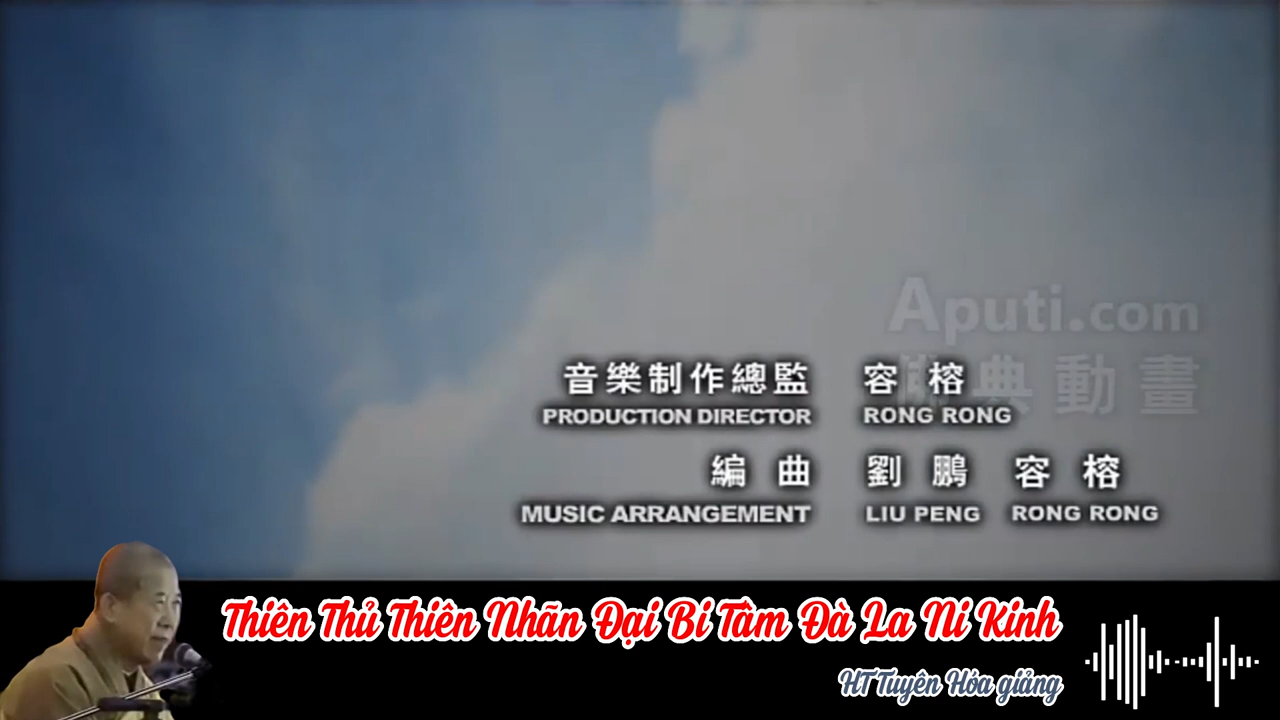 Aputi.com
典動畫
音樂制作總監 容榕
PRODUCTION DIRECTOR RONG RONG
編曲 劉鵬 容榕
MUSIC ARRANGEMENT LIU PENG RONG RONG
Thiên Thủ Thiên Nhãn Đại Bi Tâm Đà La Ni Kinh
HT Tuyên Hóa giảng